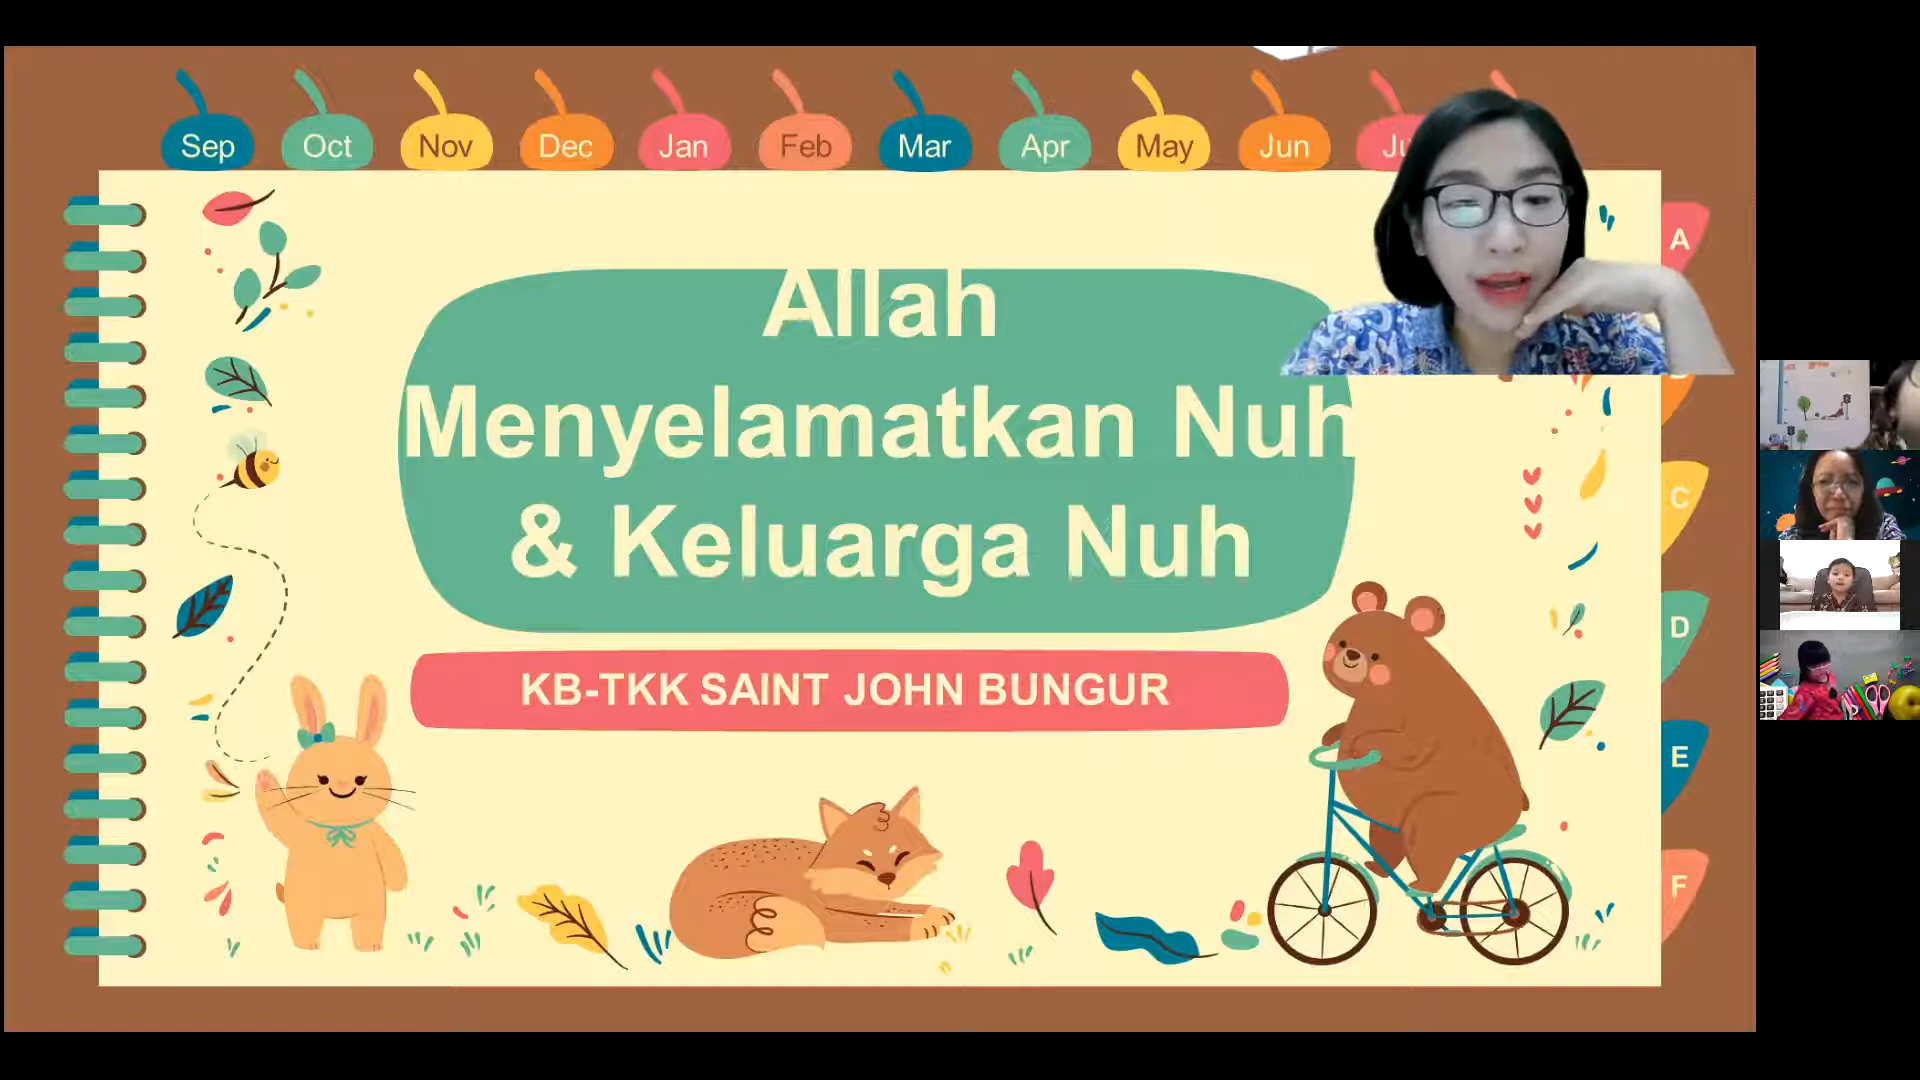 Sep Oct Nov Dec Jan Feb Mar Apr May Jun
A
Allah
Menyelamatkan Nuh
& Keluarga Nuh
C
D
KB-TKK SAINT JOHN BUNGUR
E
F